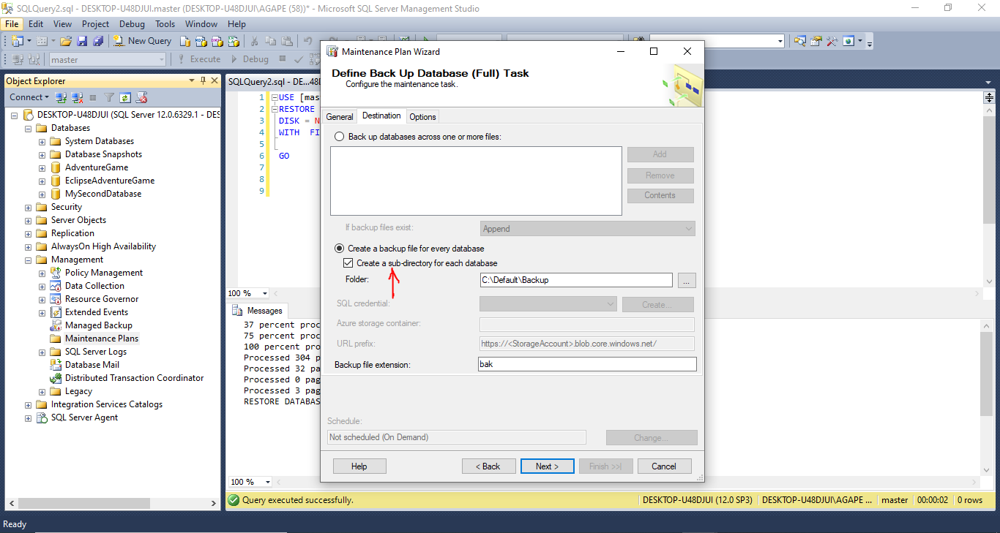 SQLQuery2.sql - DESKTOP-U48DJUI.master (DESKTOP-U48DJUI\AGAPE (58))* - Microsoft SQL Server Management Studio
File Edit View Project Debug Tools Window Help
New Query
master Execute Debug
Object Explorer
Connect
DESKTOP-U48DJUI (SQL Server 12.0.6329.1 - DES
Databases
System Databases
Database Snapshots
AdventureGame
EclipseAdventureGame
MySecondDatabase
Security
Server Objects
Replication
AlwaysOn High Availability
Management
Policy Management
Data Collection
Resource Governor
Extended Events
Managed Backup
Maintenance Plans
SQL Server Logs
Database Mail
Distributed Transaction Coordinator
Legacy
Integration Services Catalogs
SQL Server Agent
SQLQuery2.sql - DE...48
1 USE [mas
2 RESTORE
3 DISK = N
4 WITH FI
5
6 GO
7
8
9
100 %
Messages
37 percent proc
75 percent proc
100 percent pro
Processed 304 p
Processed 32 pa
Processed 0 pag
Processed 3 pag
RESTORE DATABAS
100 %
Maintenance Plan Wizard
Define Back Up Database (Full) Task
Configure the maintenance task.
General Destination Options
Back up databases across one or more files:
Add
Remove
Contents
If backup files exist: Append
Create a backup file for every database
Create a sub-directory for each database
Folder: C:\Default\Backup ...
SQL credential: Create...
Azure storage container:
URL prefix: https://<StorageAccount>.blob.core.windows.net/
Backup file extension: bak
Schedule:
Not scheduled (On Demand) Change...
Help < Back Next > Finish >>| Cancel
Query executed successfully. DESKTOP-U48DJUI (12.0 SP3) DESKTOP-U48DJUI\AGAPE ... master 00:00:02 0 rows
Ready